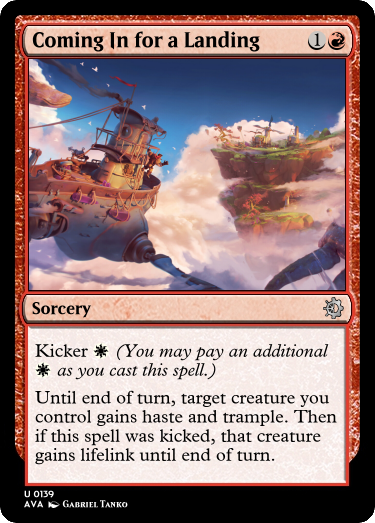 Coming In for a Landing 1
Sorcery
Kicker (You may pay an additional
as you cast this spell.)
Until end of turn, target creature you
control gains haste and trample. Then
if this spell was kicked, that creature
gains lifelink until end of turn.
U 0139
AVA Gabriel Tanko